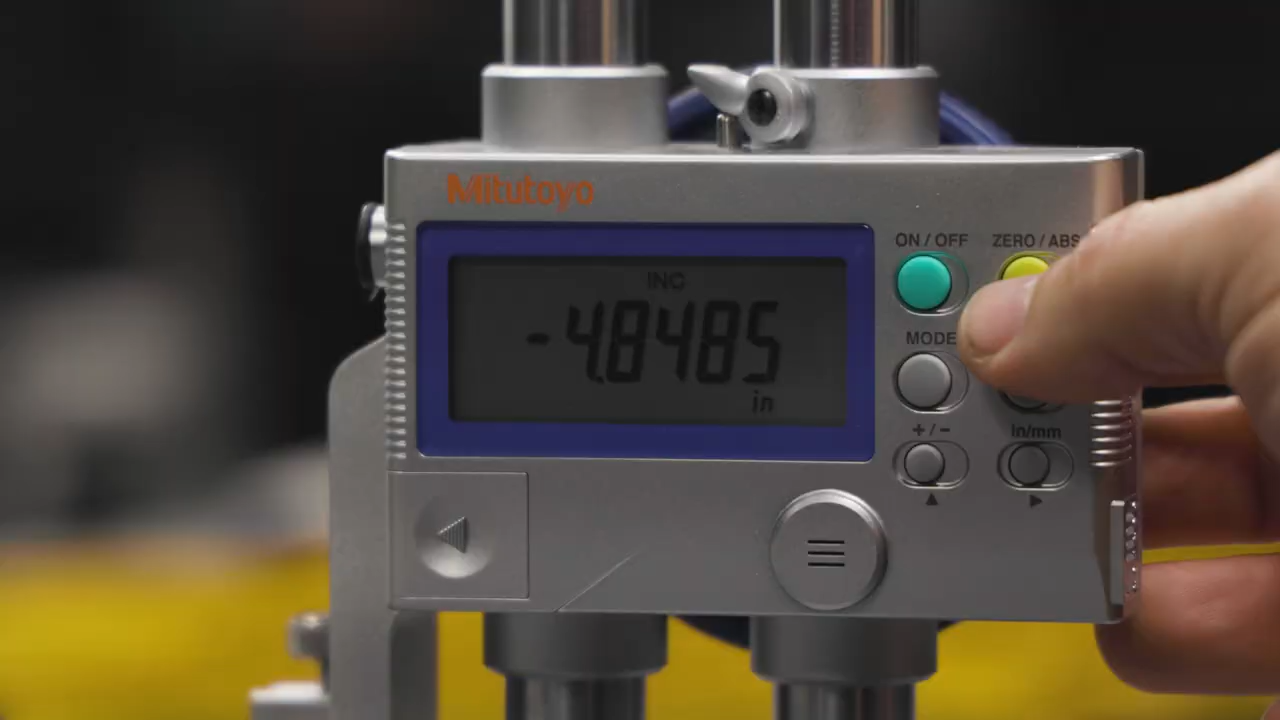 Mitutoyo
ON / OFF
ZERO / ABS
INC
-4.8485
in
MODE
+ / -
in/mm